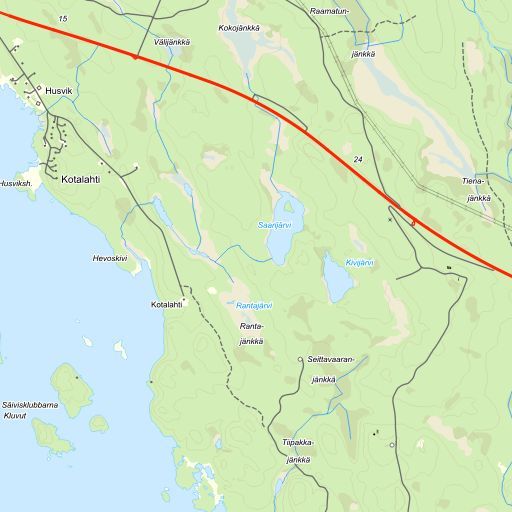 15
Välijänkkä
Kokojänkkä
Raamatun-
jänkkä
Husvik
24
Kotalahti
Husviksh.
Tiena-
jänkkä
Saarijärvi
Hevoskivi
Kivijärvi
Kotalahti
Rantajärvi
Ranta-
jänkkä
Seittavaaran-
jänkkä
Säivisklubbarna
Kluvut
Tiipakka-
jänkkä